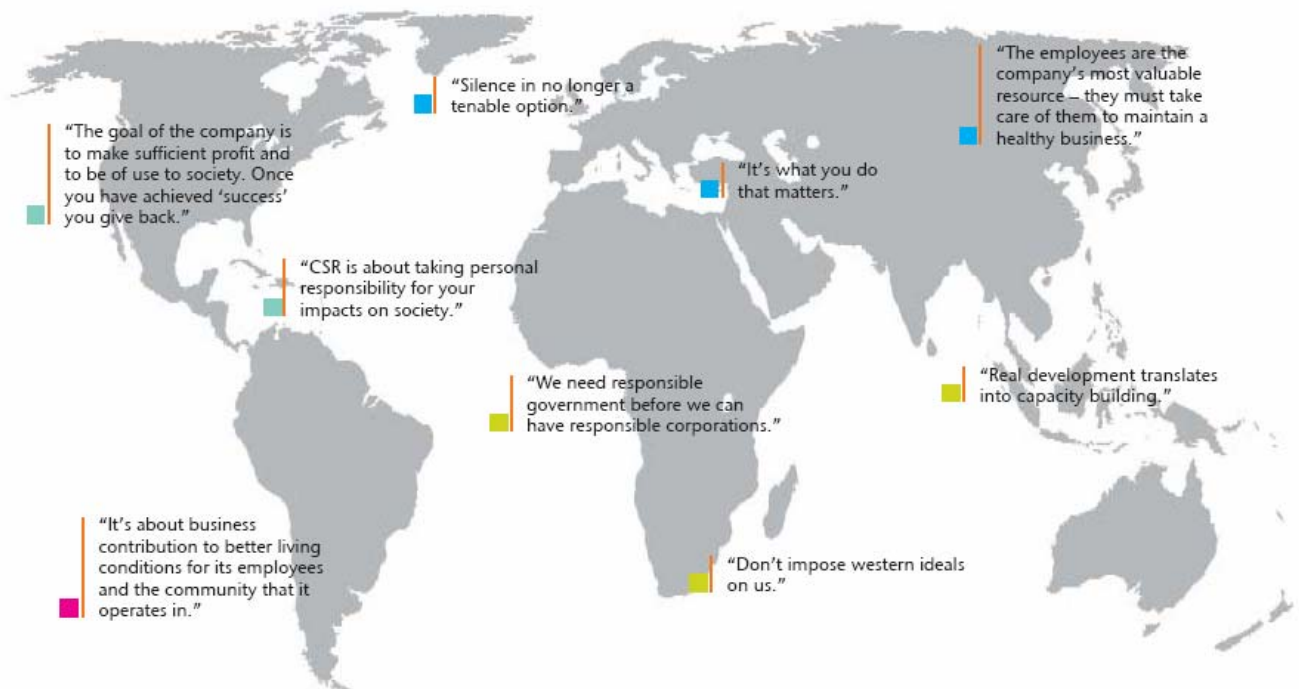 “Silence in no longer a
tenable option.”
“The employees are the
company’s most valuable
resource – they must take
care of them to maintain a
healthy business.”
“The goal of the company is
to make sufficient profit and
to be of use to society. Once
you have achieved ‘success’
you give back.”
“It’s what you do
that matters.”
“CSR is about taking personal
responsibility for your
impacts on society.”
“We need responsible
government before we can
have responsible corporations.”
“Real development translates
into capacity building.”
“It’s about business
contribution to better living
conditions for its employees
and the community that it
operates in.”
“Don’t impose western ideals
on us.”